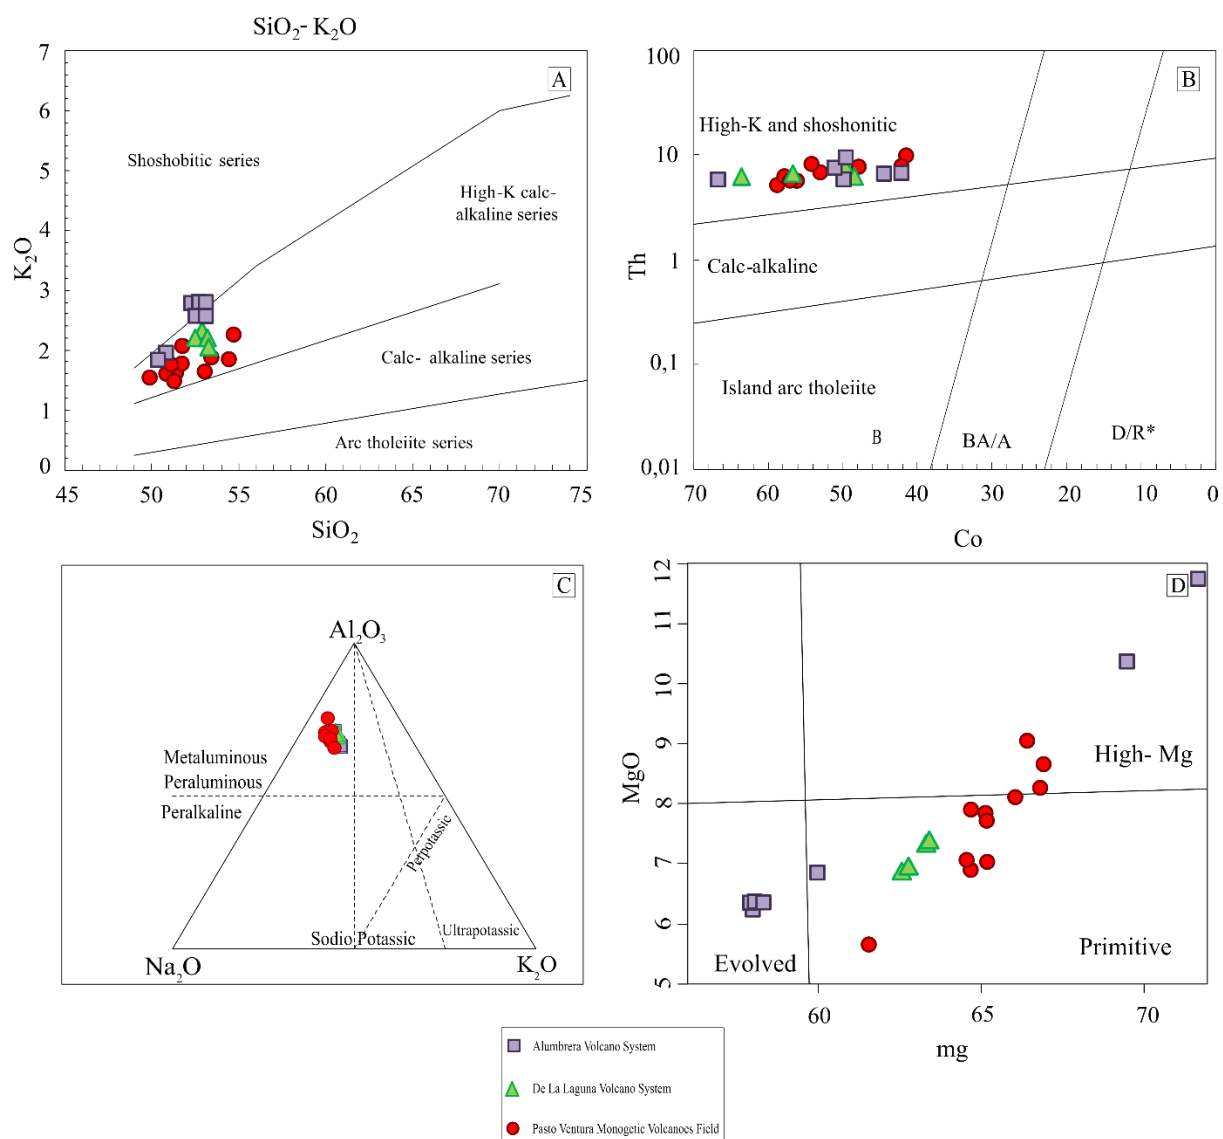 SiO2- K2O
A
7
6
5
4
3
2
1
0
K2O
Shoshobitic series
High-K calc-
alkaline series
Calc- alkaline series
Arc tholeiite series
45 50 55 60 65 70 75
SiO2
B
100
10
1
0,1
0,01
Th
High-K and shoshonitic
Calc-alkaline
Island arc tholeiite
B
BA/A
D/R*
70 60 50 40 30 20 10 0
Co
C
Al2O3
Metaluminous
Peraluminous
Peralkaline
Perpotassic
Sodio Potassic
Ultrapotassic
Na2O
K2O
D
12
11
10
9
8
7
6
5
MgO
High- Mg
Evolved
Primitive
60 65 70
mg
Alumbrera Volcano System
De La Laguna Volcano System
Pasto Ventura Monogetic Volcanoes Field